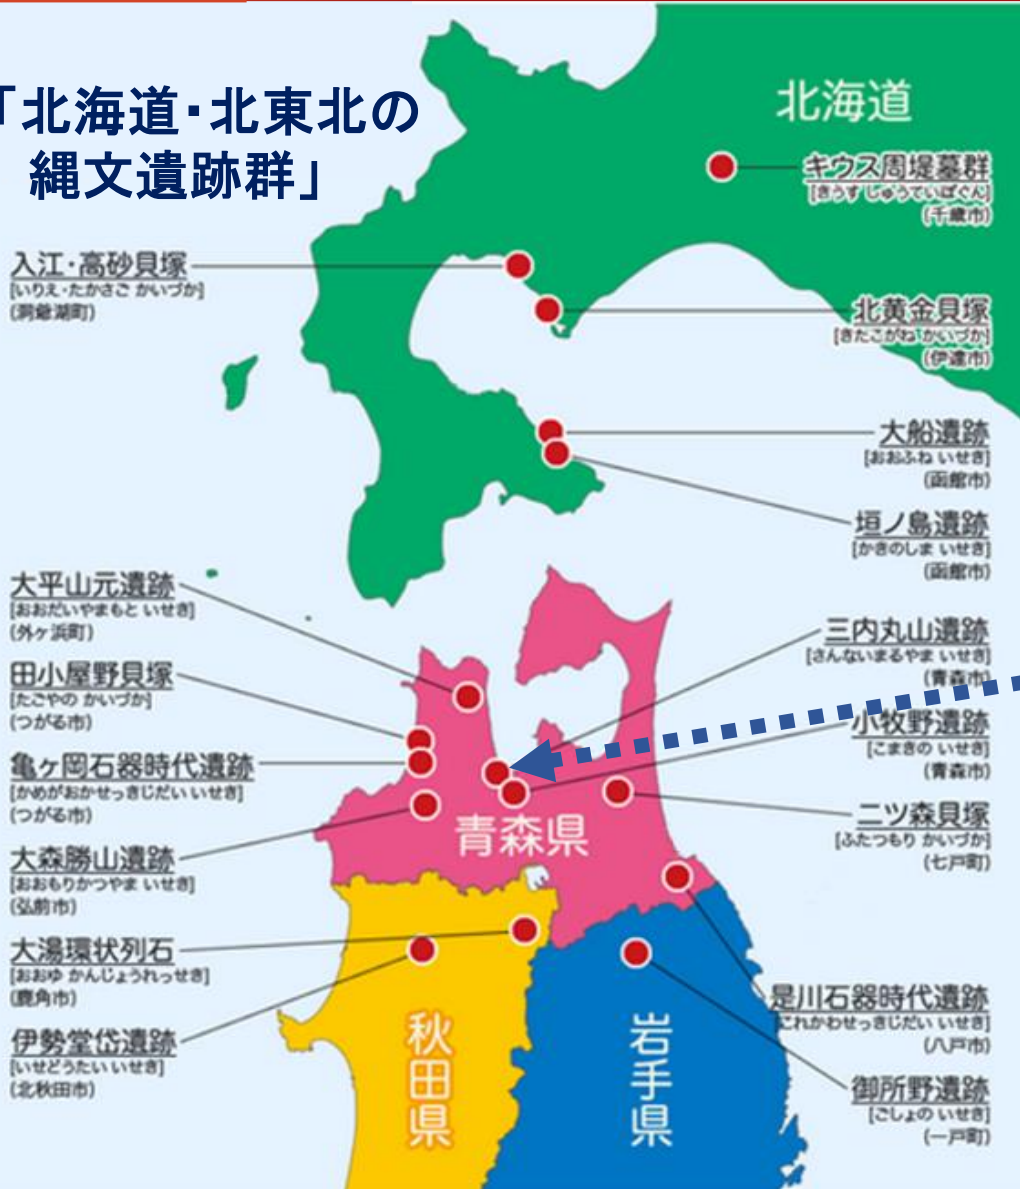 「北海道・北東北の
縄文遺跡群」
北海道
キウス周堤墓群
[きうす しゅうていぼぐん]
(千歳市)
入江・高砂貝塚
[いりえ・たかさご かいづか]
(洞爺湖町)
北黄金貝塚
[きたこがね かいづか]
(伊達市)
大船遺跡
[おおふね いせき]
(函館市)
垣ノ島遺跡
[かきのしま いせき]
(函館市)
大平山元遺跡
[おおだいやまもと いせき]
(外ヶ浜町)
田小屋野貝塚
[たごやの かいづか]
(つがる市)
亀ヶ岡石器時代遺跡
[かめがおかせっきじだい いせき]
(つがる市)
大森勝山遺跡
[おおもりかつやま いせき]
(弘前市)
大湯環状列石
[おおゆ かんじょうれっせき]
(鹿角市)
伊勢堂岱遺跡
[いせどうたい いせき]
(北秋田市)
三内丸山遺跡
[さんないまるやま いせき]
(青森市)
小牧野遺跡
[こまきの いせき]
(青森市)
二ツ森貝塚
[ふたつもり かいづか]
(七戸町)
是川石器時代遺跡
[これかわせっきじだい いせき]
(八戸市)
御所野遺跡
[ごしょの いせき]
(一戸町)
青森県
秋田県
岩手県